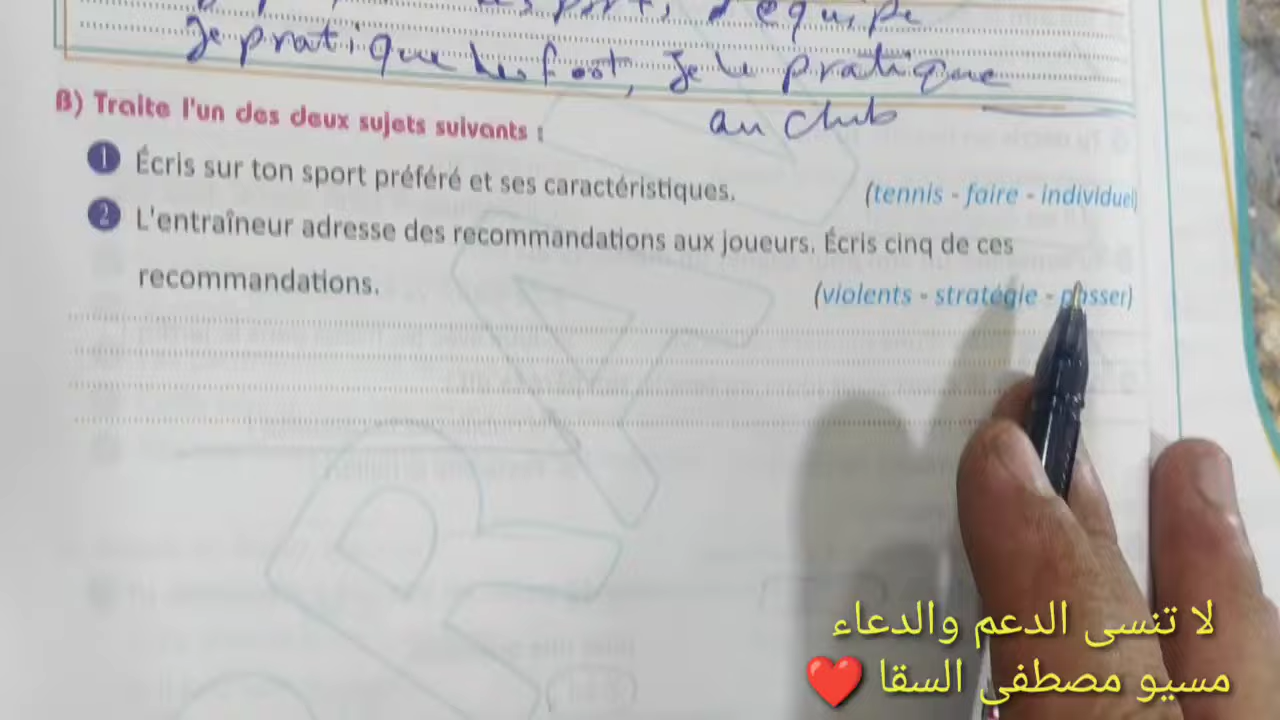 d'équipe
Je pratique le foot, Je le pratique
au club
B) Traite l'un des deux sujets suivants :
1 Écris sur ton sport préféré et ses caractéristiques. (tennis - faire - individuel)
2 L'entraîneur adresse des recommandations aux joueurs. Écris cinq de ces
recommandations. (violents - stratégie - passer)
لا تنسى الدعم والدعاء
مسيو مصطفى السقا ❤️